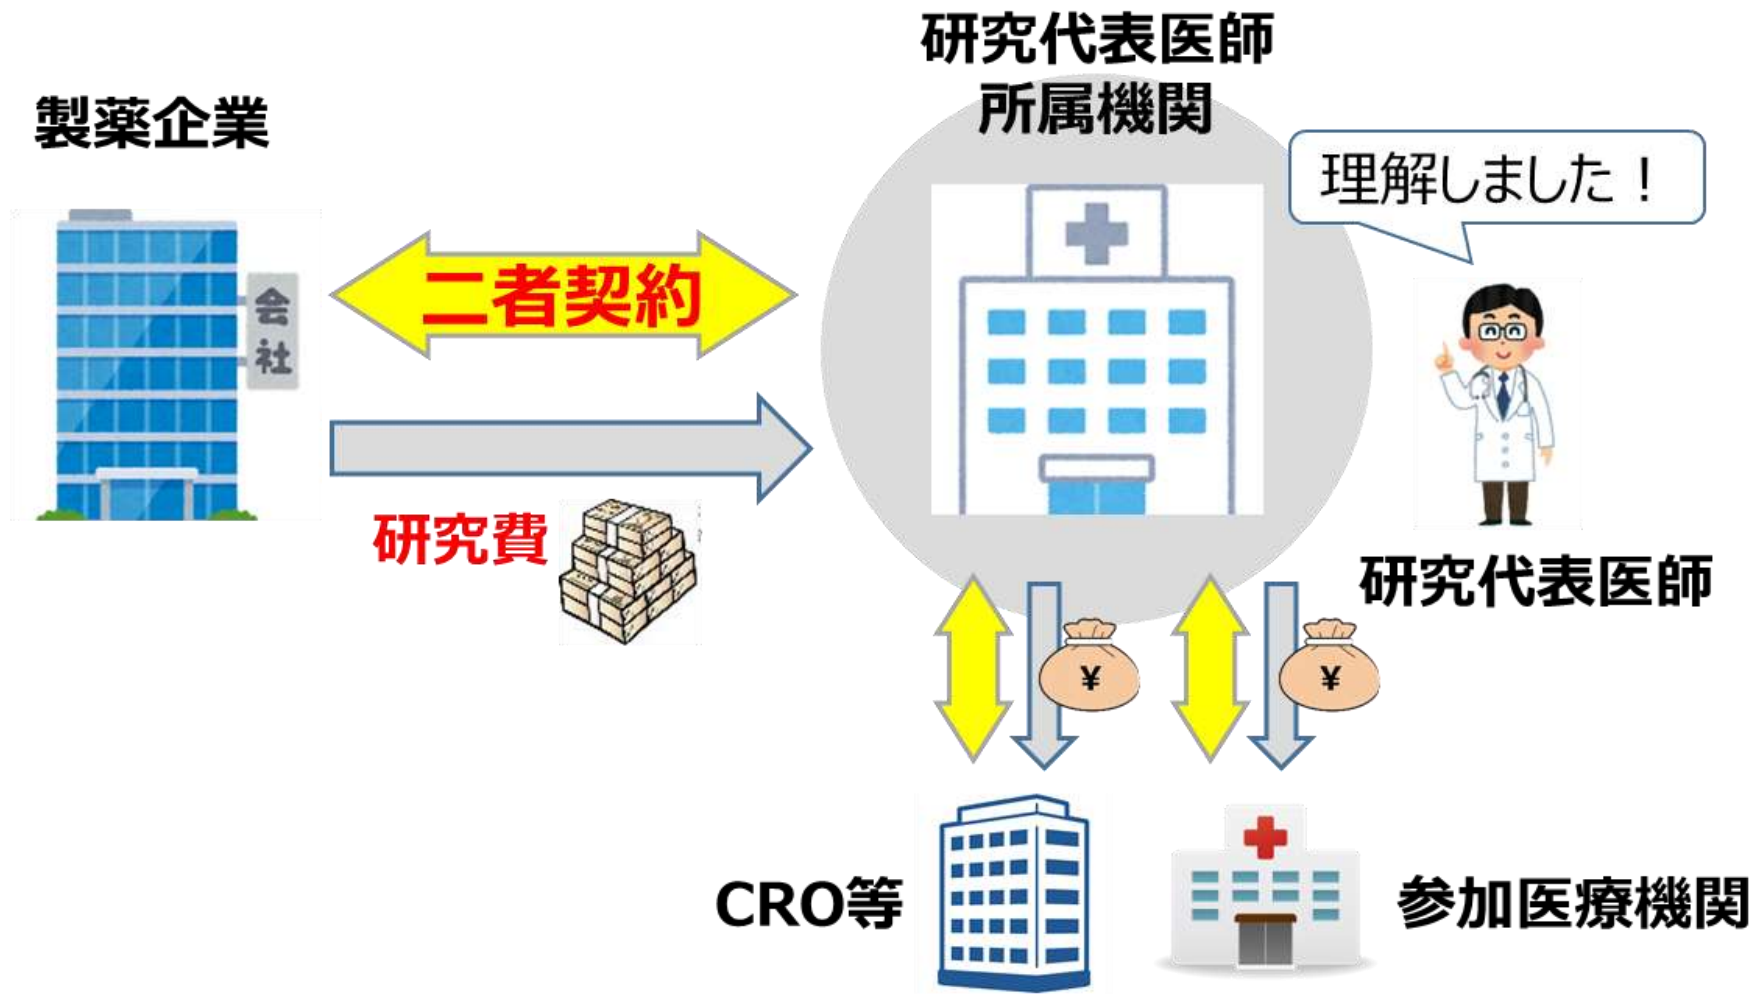 研究代表医師
所属機関
製薬企業
理解しました！
会
社
二者契約
研究費
研究代表医師
¥
¥
CRO等
参加医療機関